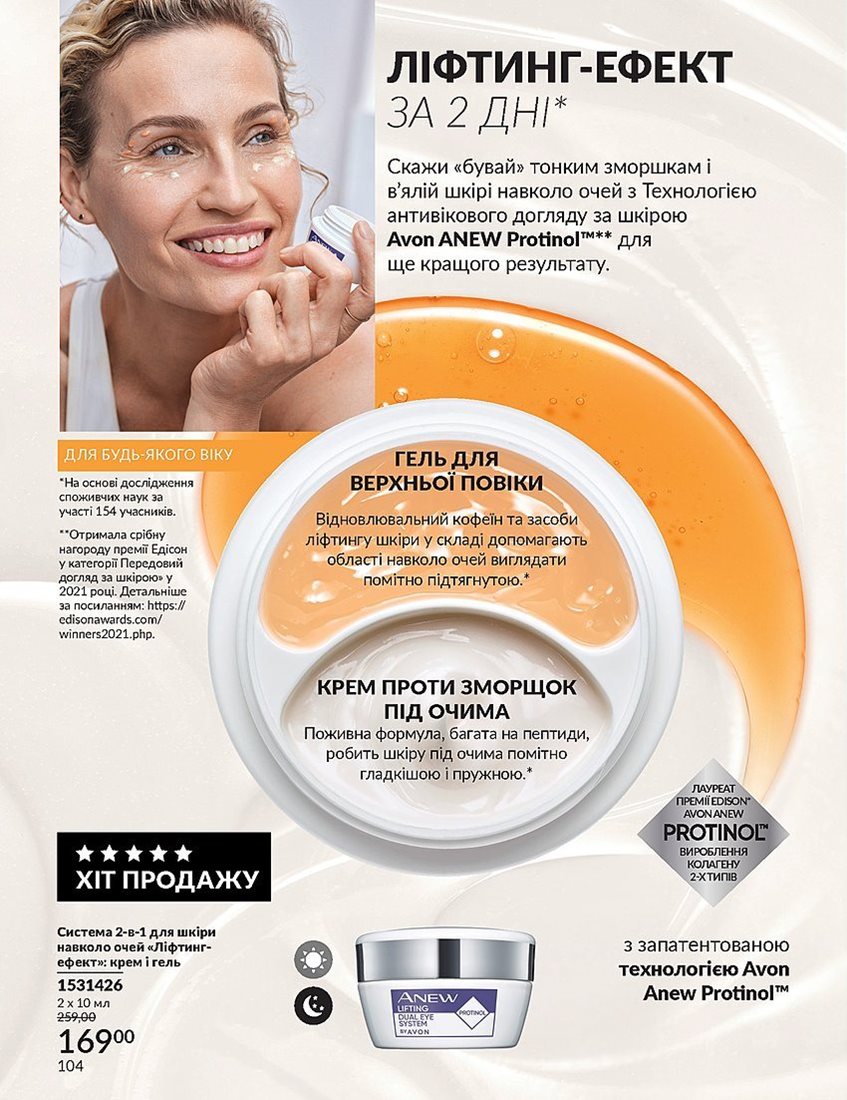 ЛІФТИНГ-ЕФЕКТ
ЗА 2 ДНІ*
Скажи «бувай» тонким зморшкам і
в’ялій шкірі навколо очей з Технологією
антивікового догляду за шкірою
Avon ANEW Protinol™** для
ще кращого результату.
ДЛЯ БУДЬ-ЯКОГО ВІКУ
*На основі дослідження
споживчих наук за
участі 154 учасників.
**Отримала срібну
нагороду премії Едісон
у категорії Передовий
догляд за шкірою» у
2021 році. Детальніше
за посиланням: https://
edisonawards.com/
winners2021.php.
ГЕЛЬ ДЛЯ
ВЕРХНЬОЇ ПОВІКИ
Відновлювальний кофеїн та засоби
ліфтингу шкіри у складі допомагають
області навколо очей виглядати
помітно підтягнутою.*
КРЕМ ПРОТИ ЗМОРЩОК
ПІД ОЧИМА
Поживна формула, багата на пептиди,
робить шкіру під очима помітно
гладкішою і пружною.*
ЛАУРЕАТ
ПРЕМІЇ EDISON*
AVON ANEW
PROTINOL™
ВИРОБЛЕННЯ
КОЛАГЕНУ
2-Х ТИПІВ
ХІТ ПРОДАЖУ
Система 2-в-1 для шкіри
навколо очей «Ліфтинг-
ефект»: крем і гель
1531426
2 x 10 мл
259,00
169⁰⁰
104
ANEW
LIFTING
DUAL EYE
SYSTEM
BY AVON
PROTINOL
з запатентованою
технологією Avon
Anew Protinol™